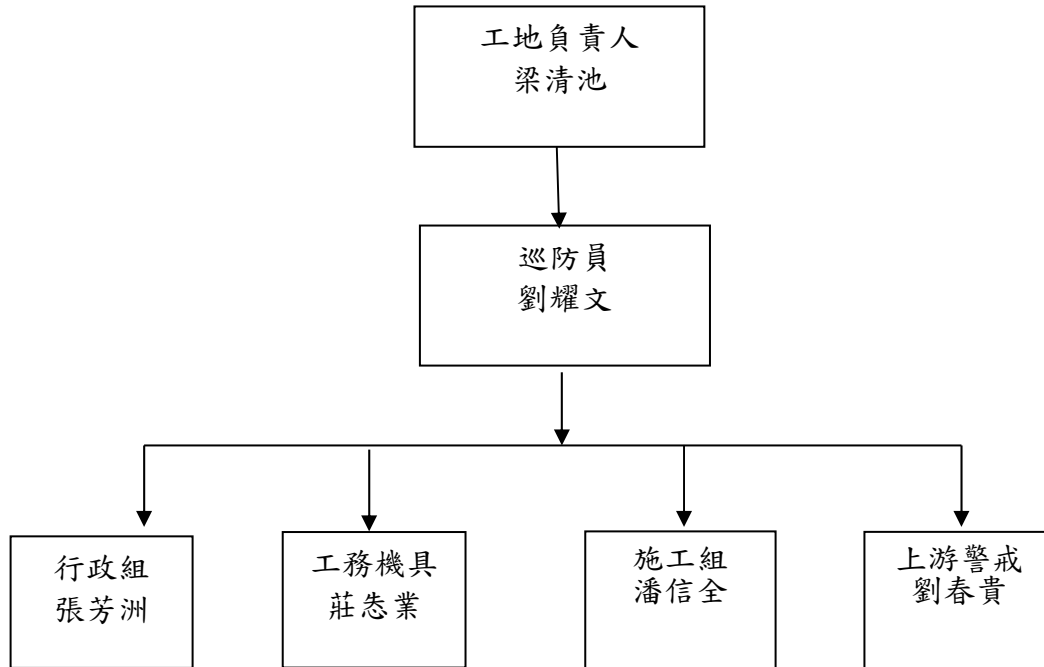 工地負責人
梁清池
巡防員
劉耀文
行政組
張芳洲
工務機具
莊怣業
施工組
潘信全
上游警戒
劉春貴